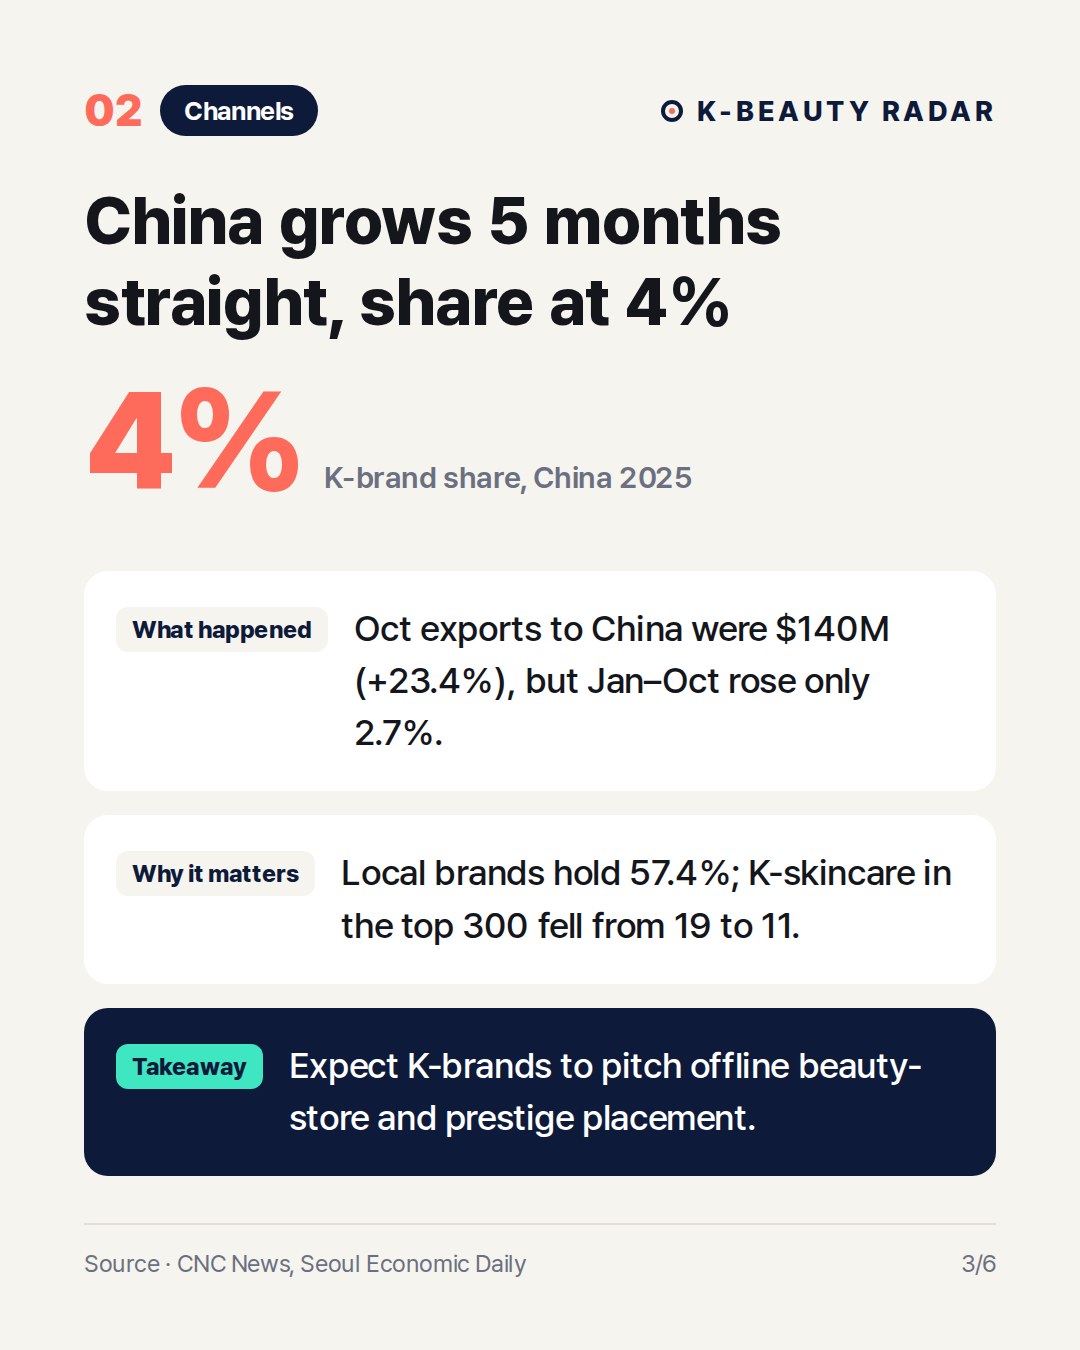 02 Channels K-BEAUTY RADAR
China grows 5 months
straight, share at 4%
4% K-brand share, China 2025
What happened Oct exports to China were $140M
(+23.4%), but Jan–Oct rose only
2.7%.
Why it matters Local brands hold 57.4%; K-skincare in
the top 300 fell from 19 to 11.
Takeaway Expect K-brands to pitch offline beauty-
store and prestige placement.
Source · CNC News, Seoul Economic Daily 3/6